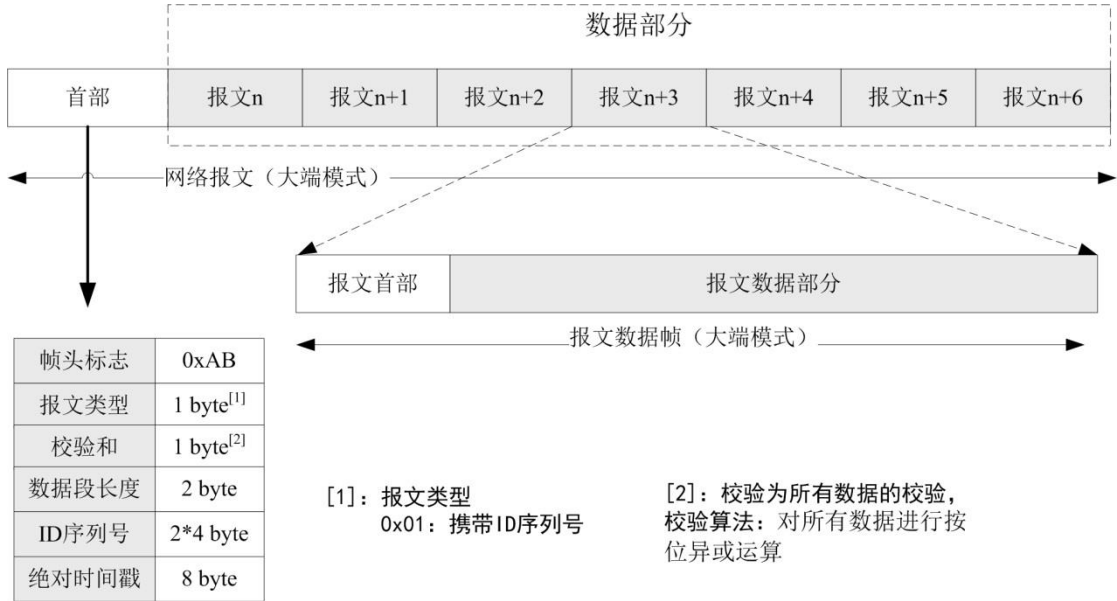 数据部分
首部 报文n 报文n+1 报文n+2 报文n+3 报文n+4 报文n+5 报文n+6
网络报文（大端模式）
报文首部 报文数据部分
报文数据帧（大端模式）
帧头标志 0xAB
报文类型 1 byte[1]
校验和 1 byte[2]
数据段长度 2 byte
ID序列号 2*4 byte
绝对时间戳 8 byte
[1]：报文类型
0x01：携带ID序列号
[2]：校验为所有数据的校验，
校验算法：对所有数据进行按
位异或运算